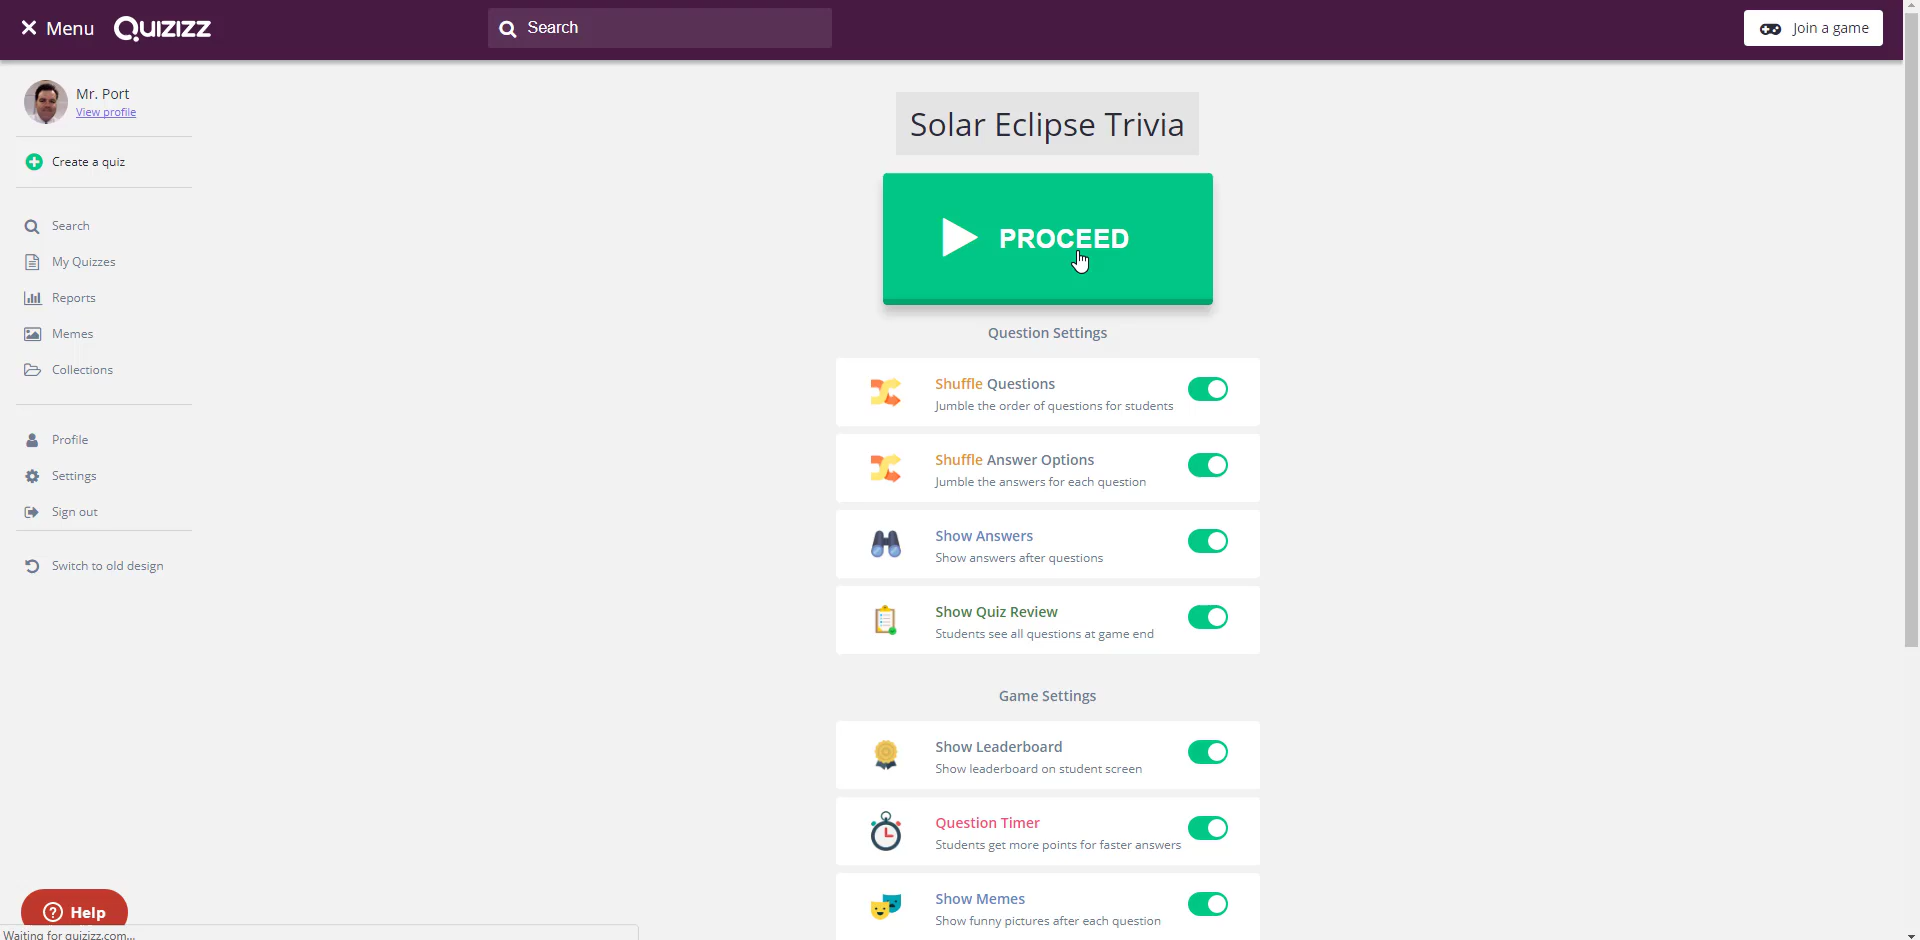 Menu QUIZIZZ
Search
Join a game
Mr. Port
View profile
Create a quiz
Search
My Quizzes
Reports
Memes
Collections
Profile
Settings
Sign out
Switch to old design
Help
Waiting for quizizz.com...
Solar Eclipse Trivia
PROCEED
Question Settings
Shuffle Questions
Jumble the order of questions for students
Shuffle Answer Options
Jumble the answers for each question
Show Answers
Show answers after questions
Show Quiz Review
Students see all questions at game end
Game Settings
Show Leaderboard
Show leaderboard on student screen
Question Timer
Students get more points for faster answers
Show Memes
Show funny pictures after each question